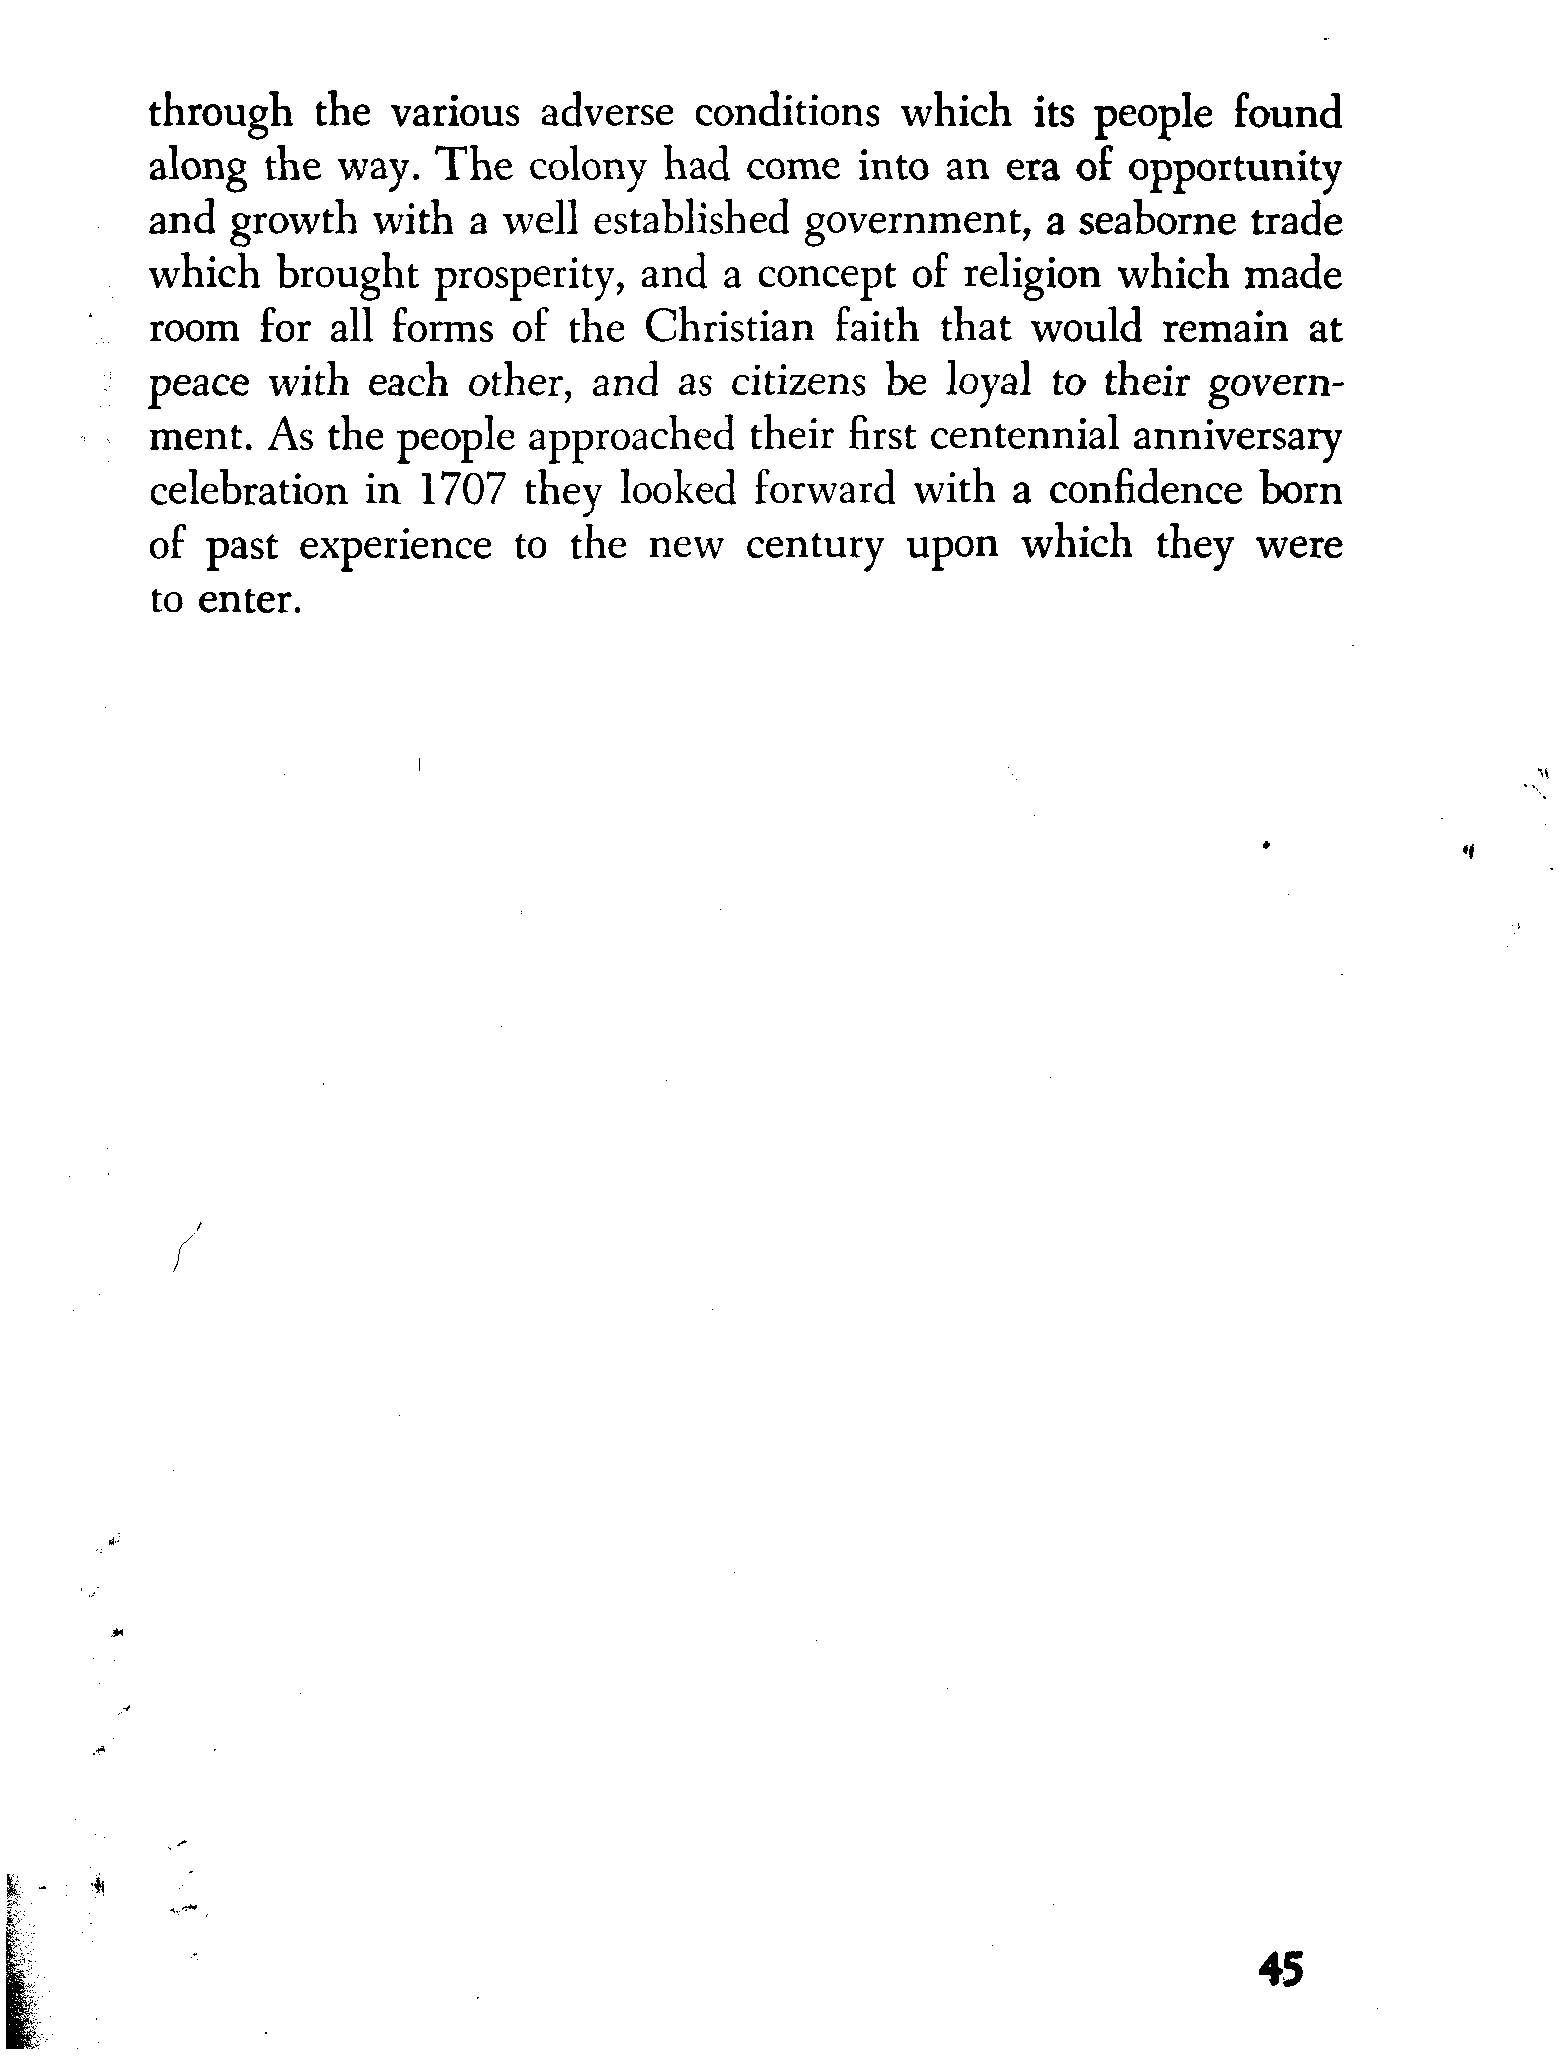 through the various adverse conditions which its people found
along the way. The colony had come into an era of opportunity
and growth with a well established government, a seaborne trade
which brought prosperity, and a concept of religion which made
room for all forms of the Christian faith that would remain at
peace with each other, and as citizens be loyal to their govern-
ment. As the people approached their first centennial anniversary
celebration in 1707 they looked forward with a confidence born
of past experience to the new century upon which they were
to enter.
45